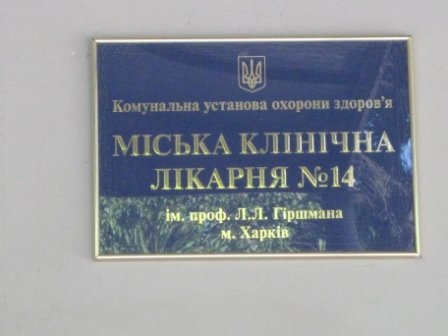 Комунальна установа охорони здоров'я
МІСЬКА КЛІНІЧНА
ЛІКАРНЯ №14
ім. проф. Л.Л. Гіршмана
м. Харків